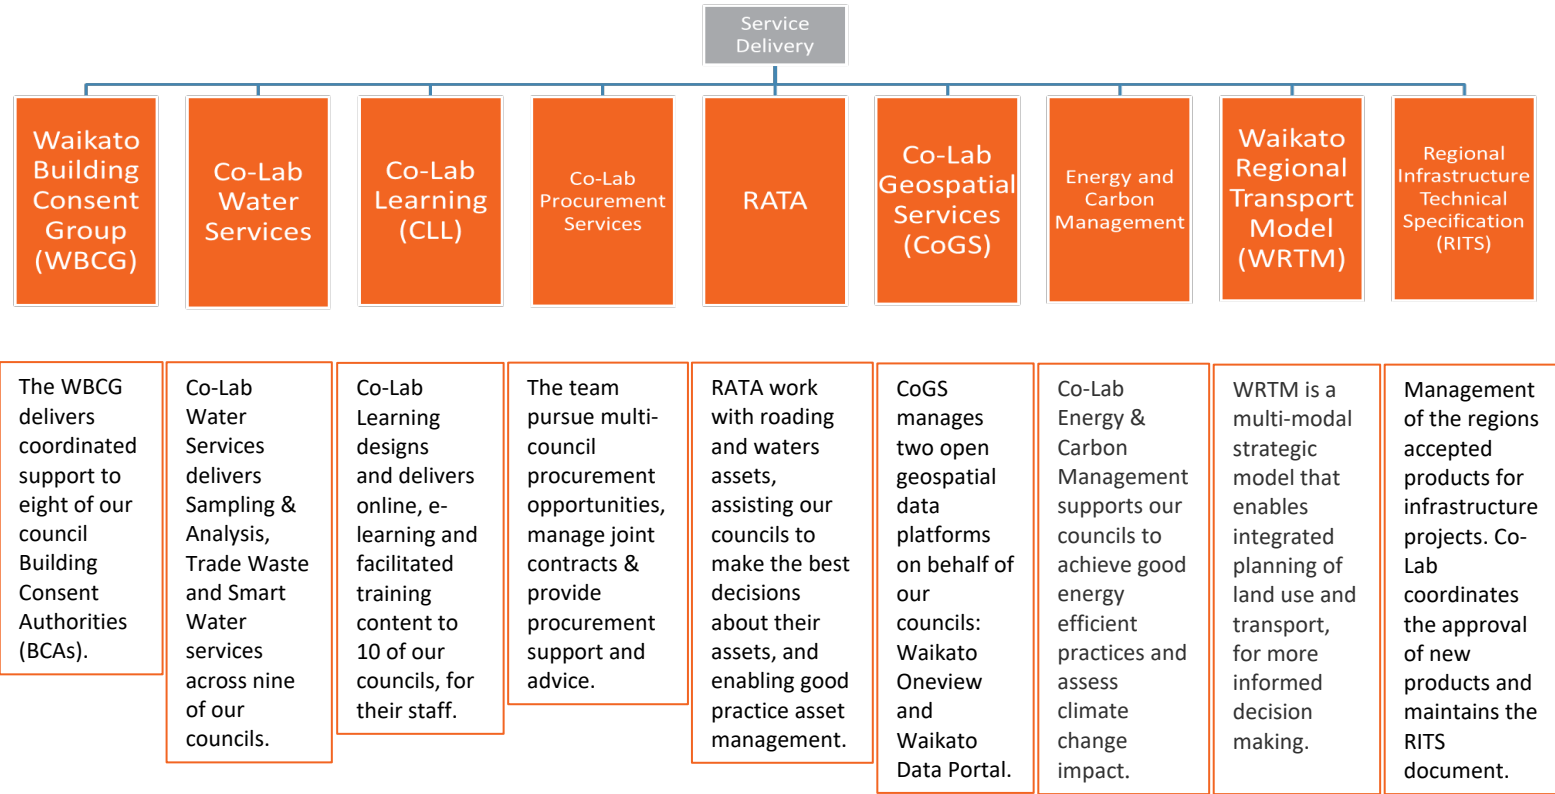 Service
Delivery
Waikato
Building
Consent
Group
(WBCG)
Co-Lab
Water
Services
Co-Lab
Learning
(CLL)
Co-Lab
Procurement
Services
RATA
Co-Lab
Geospatial
Services
(CoGS)
Energy and
Carbon
Management
Waikato
Regional
Transport
Model
(WRTM)
Regional
Infrastructure
Technical
Specification
(RITS)
The WBCG
delivers
coordinated
support to
eight of our
council
Building
Consent
Authorities
(BCAs).
Co-Lab
Water
Services
delivers
Sampling &
Analysis,
Trade Waste
and Smart
Water
services
across nine
of our
councils.
Co-Lab
Learning
designs
and delivers
online, e-
learning and
facilitated
training
content to
10 of our
councils, for
their staff.
The team
pursue multi-
council
procurement
opportunities,
manage joint
contracts &
provide
procurement
support and
advice.
RATA work
with roading
and waters
assets,
assisting our
councils to
make the best
decisions
about their
assets, and
enabling good
practice asset
management.
CoGS
manages
two open
geospatial
data
platforms
on behalf of
our
councils:
Waikato
Oneview
and
Waikato
Data Portal.
Co-Lab
Energy &
Carbon
Management
supports our
councils to
achieve good
energy
efficient
practices and
assess
climate
change
impact.
WRTM is a
multi-modal
strategic
model that
enables
integrated
planning of
land use and
transport,
for more
informed
decision
making.
Management
of the regions
accepted
products for
infrastructure
projects. Co-
Lab
coordinates
the approval
of new
products and
maintains the
RITS
document.